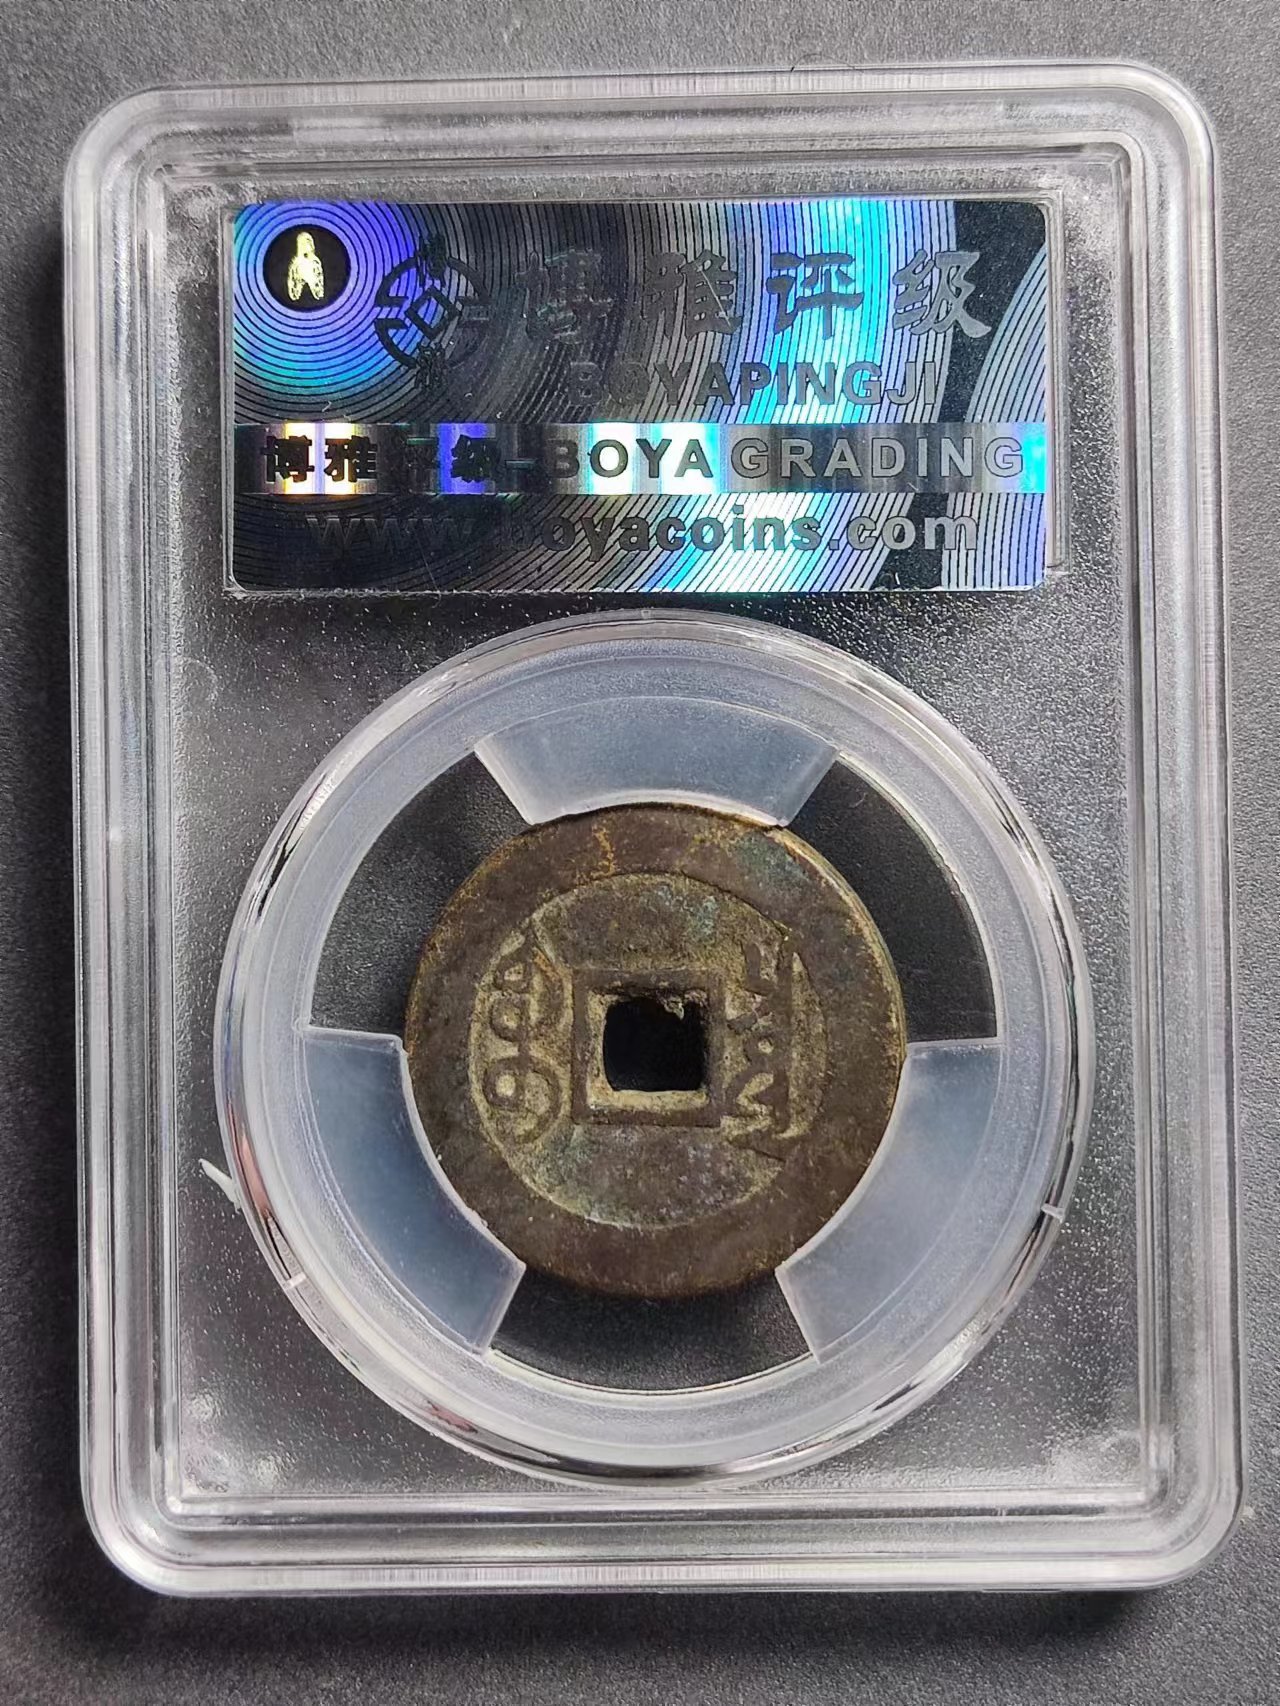 博雅评级
BOYAPINGJI
博雅评级-BOYA GRADING
www.boyacoins.com